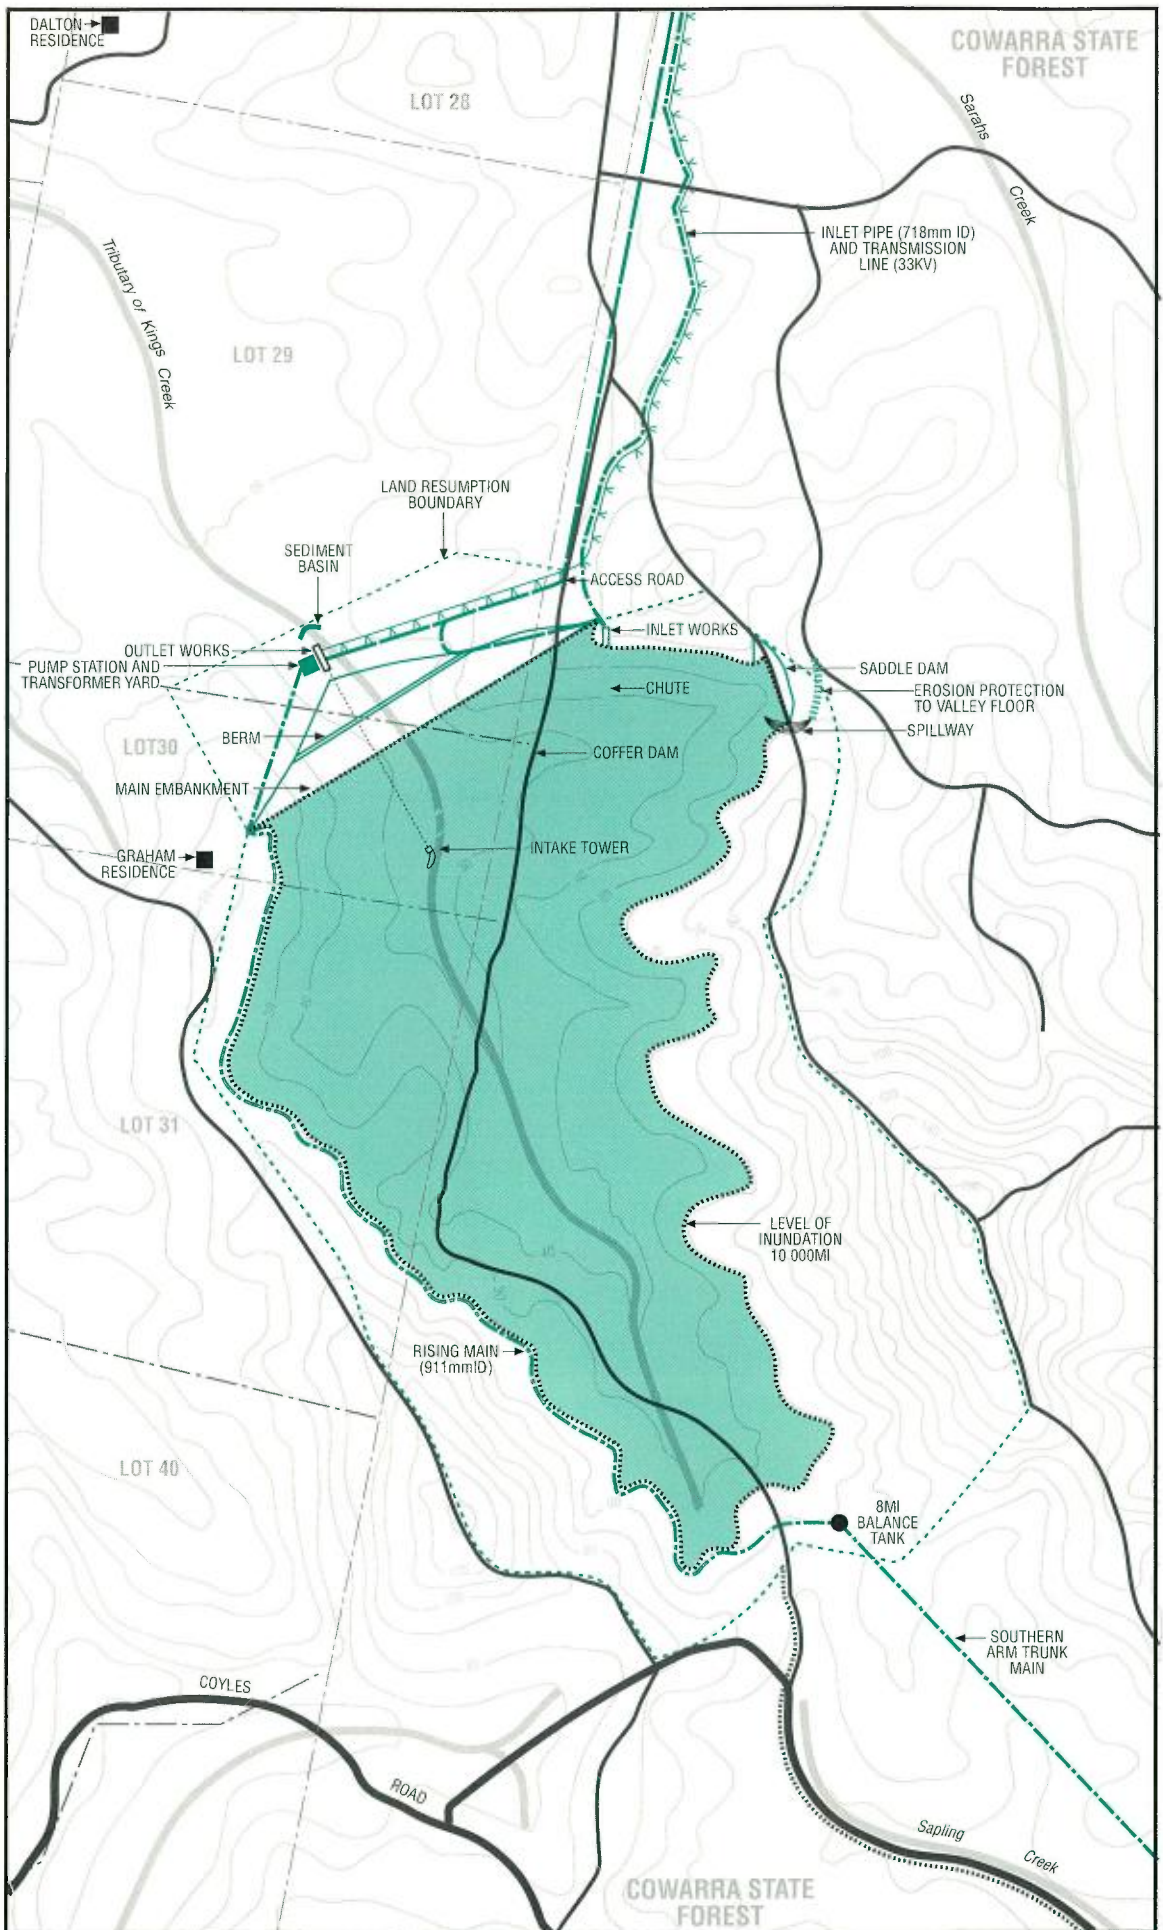 DALTON
RESIDENCE
COWARRA STATE
FOREST
LOT 28
Sarahs
Creek
INLET PIPE (718mm ID)
AND TRANSMISSION
LINE (33KV)
Tributary of Kings Creek
LOT 29
LAND RESUMPTION
BOUNDARY
SEDIMENT
BASIN
ACCESS ROAD
OUTLET WORKS
INLET WORKS
PUMP STATION AND
TRANSFORMER YARD
SADDLE DAM
CHUTE
EROSION PROTECTION
TO VALLEY FLOOR
SPILLWAY
BERM
LOT30
COFFER DAM
MAIN EMBANKMENT
INTAKE TOWER
GRAHAM
RESIDENCE
LOT 31
LEVEL OF
INUNDATION
10 000Ml
RISING MAIN
(911mmID)
LOT 40
8Ml
BALANCE
TANK
SOUTHERN
ARM TRUNK
MAIN
COYLES
ROAD
Sapling
Creek
COWARRA STATE
FOREST